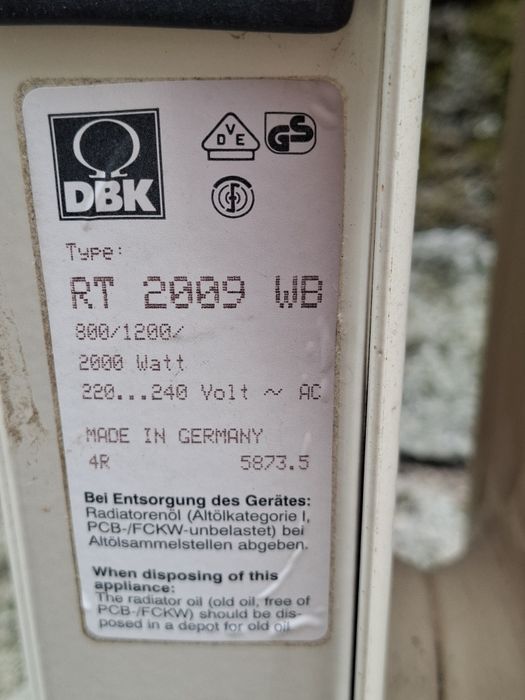 DBK
DVE
GS
Type:
RT 2009 WB
800/1200/
2000 Watt
220...240 Volt ~ AC
MADE IN GERMANY
4R 5873.5
Bei Entsorgung des Gerätes:
Radiatorenöl (Altölkategorie I,
PCB-/FCKW-unbelastet) bei
Altölsammelstellen abgeben.
When disposing of this
appliance:
The radiator oil (old oil, free of
PCB-/FCKW) should be dis-
posed in a depot for old oil